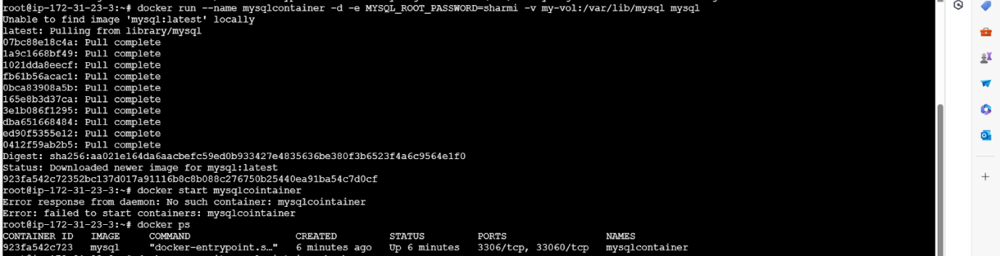 root@ip-172-31-23-3:~# docker run --name mysqlcontainer -d -e MYSQL_ROOT_PASSWORD=sharmi -v my-vol:/var/lib/mysql mysql
Unable to find image 'mysql:latest' locally
latest: Pulling from library/mysql
07bc88e18c4a: Pull complete
1a9c1668bf49: Pull complete
1021dda8eecf: Pull complete
fb61b56acac1: Pull complete
0bca83908a5b: Pull complete
165e8b3d37ca: Pull complete
3e1b086f1295: Pull complete
dba651668484: Pull complete
ed90f5355e12: Pull complete
0412f59ab2b5: Pull complete
Digest: sha256:aa021e164da6aacbefc59ed0b933427e4835636be380f3b6523f4a6c9564e1f0
Status: Downloaded newer image for mysql:latest
923fa542c72352bc137d017a91116b8c8b088c276750b25440ea91ba54c7d0cf
root@ip-172-31-23-3:~# docker start mysqlcointainer
Error response from daemon: No such container: mysqlcointainer
Error: failed to start containers: mysqlcointainer
root@ip-172-31-23-3:~# docker ps
CONTAINER ID IMAGE COMMAND CREATED STATUS PORTS NAMES
923fa542c723 mysql "docker-entrypoint.s…" 6 minutes ago Up 6 minutes 3306/tcp, 33060/tcp mysqlcontainer